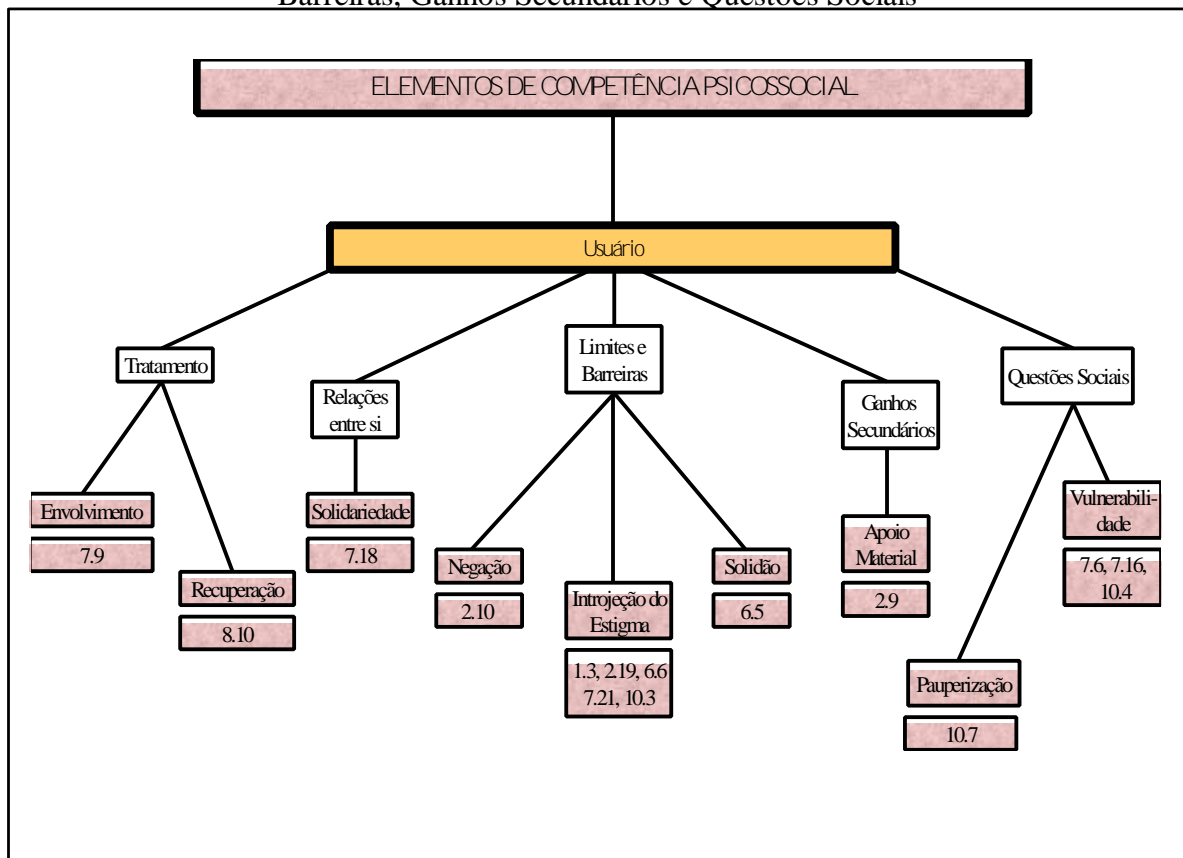 Barreiras, Ganhos Secundários e Questões Sociais
ELEMENTOS DE COMPETÊNCIA PSICOSSOCIAL
Usuário
Tratamento
Relações
entre si
Limites e
Barreiras
Ganhos
Secundários
Questões Sociais
Envolvimento
7.9
Recuperação
8.10
Solidariedade
7.18
Negação
2.10
Introjeção do
Estigma
1.3, 2.19, 6.6
7.21, 10.3
Solidão
6.5
Apoio
Material
2.9
Pauperização
10.7
Vulnerabili-
dade
7.6, 7.16,
10.4